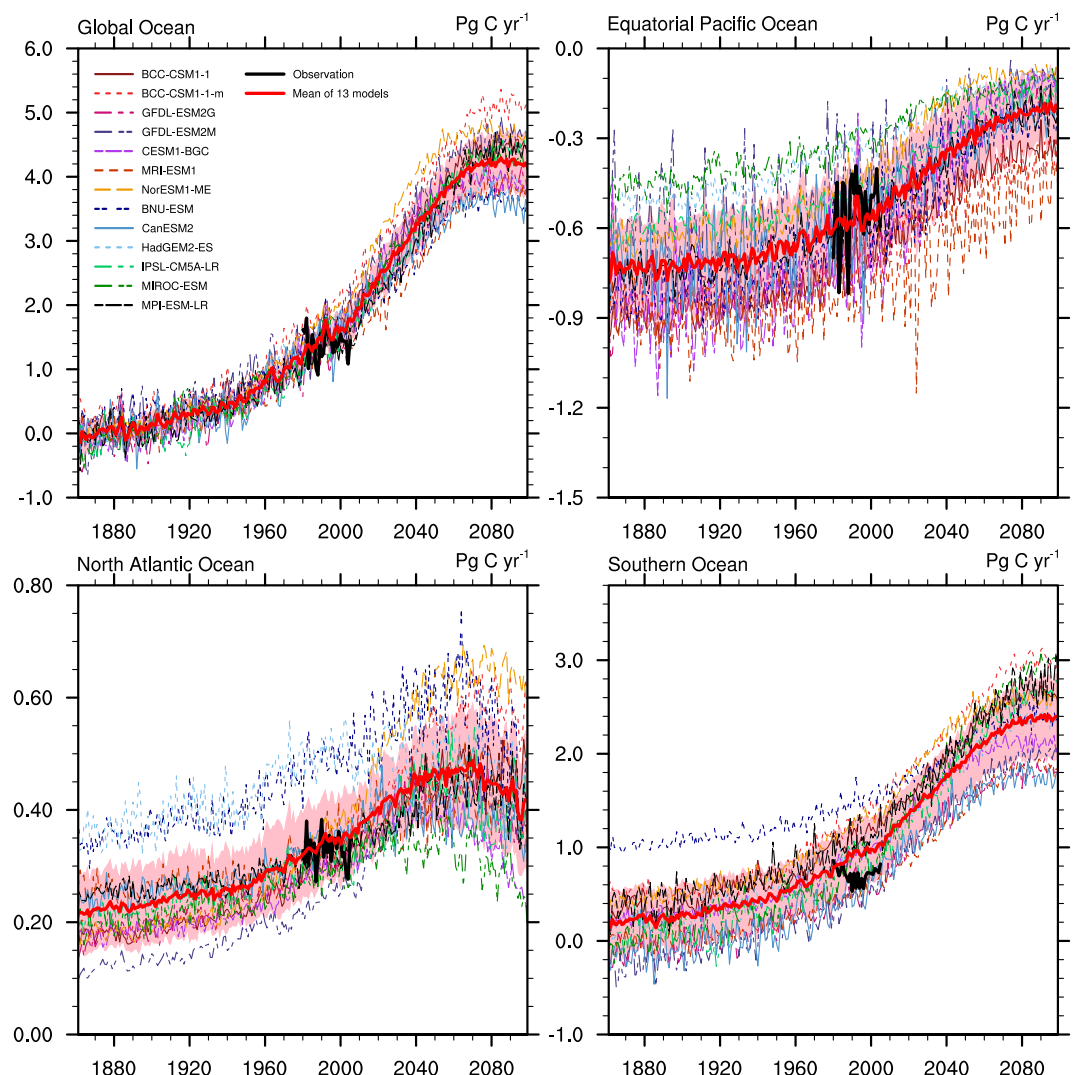 Global Ocean Pg C yr-1
6.0
5.0
4.0
3.0
2.0
1.0
0.0
-1.0
BCC-CSM1-1
BCC-CSM1-1-m
GFDL-ESM2G
GFDL-ESM2M
CESM1-BGC
MRI-ESM1
NorESM1-ME
BNU-ESM
CanESM2
HadGEM2-ES
IPSL-CM5A-LR
MIROC-ESM
MPI-ESM-LR
Observation
Mean of 13 models
1880 1920 1960 2000 2040 2080
Equatorial Pacific Ocean Pg C yr-1
0.0
-0.3
-0.6
-0.9
-1.2
-1.5
1880 1920 1960 2000 2040 2080
North Atlantic Ocean Pg C yr-1
0.80
0.60
0.40
0.20
0.00
1880 1920 1960 2000 2040 2080
Southern Ocean Pg C yr-1
3.0
2.0
1.0
0.0
-1.0
1880 1920 1960 2000 2040 2080